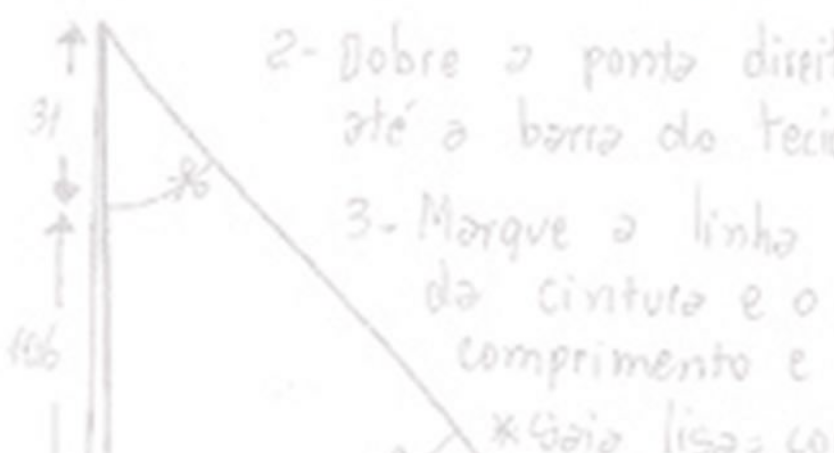 31
106
2- Dobre a ponta direit
até a barra do teci
3- Marque a linha
da cintura e o
comprimento e
* Saia lisa= co